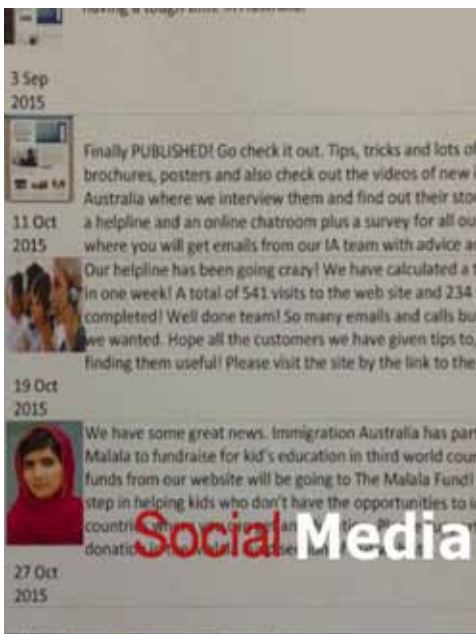 3 Sep
2015
Finally PUBLISHED! Go check it out. Tips, tricks and lots of
brochures, posters and also check out the videos of new
Australia where we interview them and find out their
11 Oct
a helpline and an online chatroom plus a survey for all
2015
where you will get emails from our IA team with advice
Our helpline has been going crazy! We have calculated a
in one week! A total of 541 visits to the web site and 234
completed! Well done team! So many emails and calls
we wanted. Hope all the customers we have given tips to,
finding them useful! Please visit the site by the link to the
19 Oct
2015
We have some great news. Immigration Australia has
Malala to fundraise for kid's education in third world
funds from our website will be going to The Malala Fund!
step in helping kids who don't have the opportunities to
Social Media
27 Oct
2015